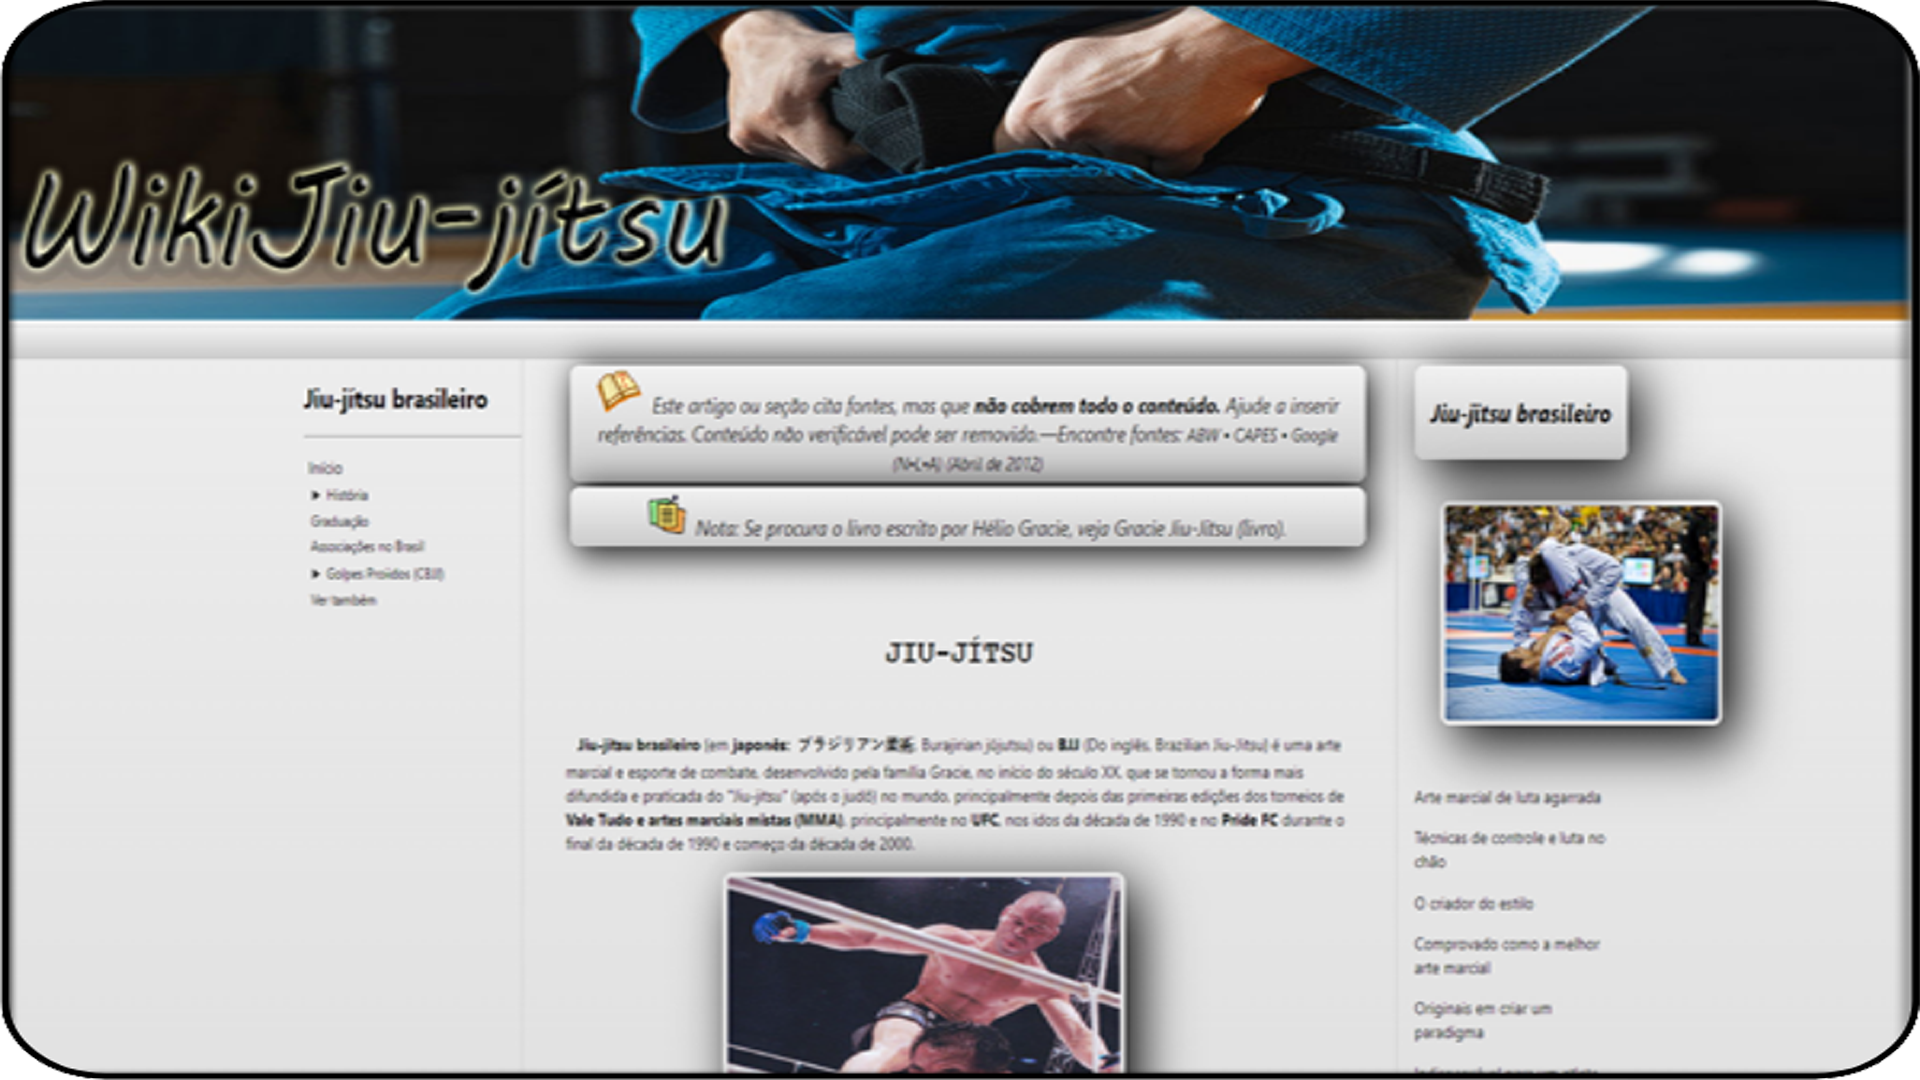 WikiJiu-jítsu
Jiu-jítsu brasileiro
Início
▶ História
Graduação
Associações no Brasil
▶ Golpes (CBJJ)
Ver também
Este artigo ou seção cita fontes, mas que não cobrem todo o conteúdo. Ajude a inserir
referências. Conteúdo não verificável pode ser removido.—Encontre fontes: ABW • CAPES • Google
(N•L•A) (Abril de 2012)
Nota: Se procura o livro escrito por Hélio Gracie, veja Gracie Jiu-Jitsu (livro).
JIU-JÍTSU
Jiu-jitsu brasileiro (em japonês: ブラジリアン柔術, Burajirian jūjutsu) ou BJJ (Do inglês, Brazilian Jiu-Jitsu) é uma arte
marcial e esporte de combate, desenvolvido pela família Gracie, no início do século XX, que se tornou a forma mais
difundida e praticada do "Jiu-jitsu" (após o judô) no mundo, principalmente depois das primeiras edições dos torneios de
Vale Tudo e artes marciais mistas (MMA), principalmente no UFC, nos idos da década de 1990 e no Pride FC durante o
final da década de 1990 e começo da década de 2000.
Jiu-jítsu brasileiro
Arte marcial de luta agarrada
Técnicas de controle e luta no
chão
O criador do estilo
Comprovado como a melhor
arte marcial
Originais em criar um
paradigma